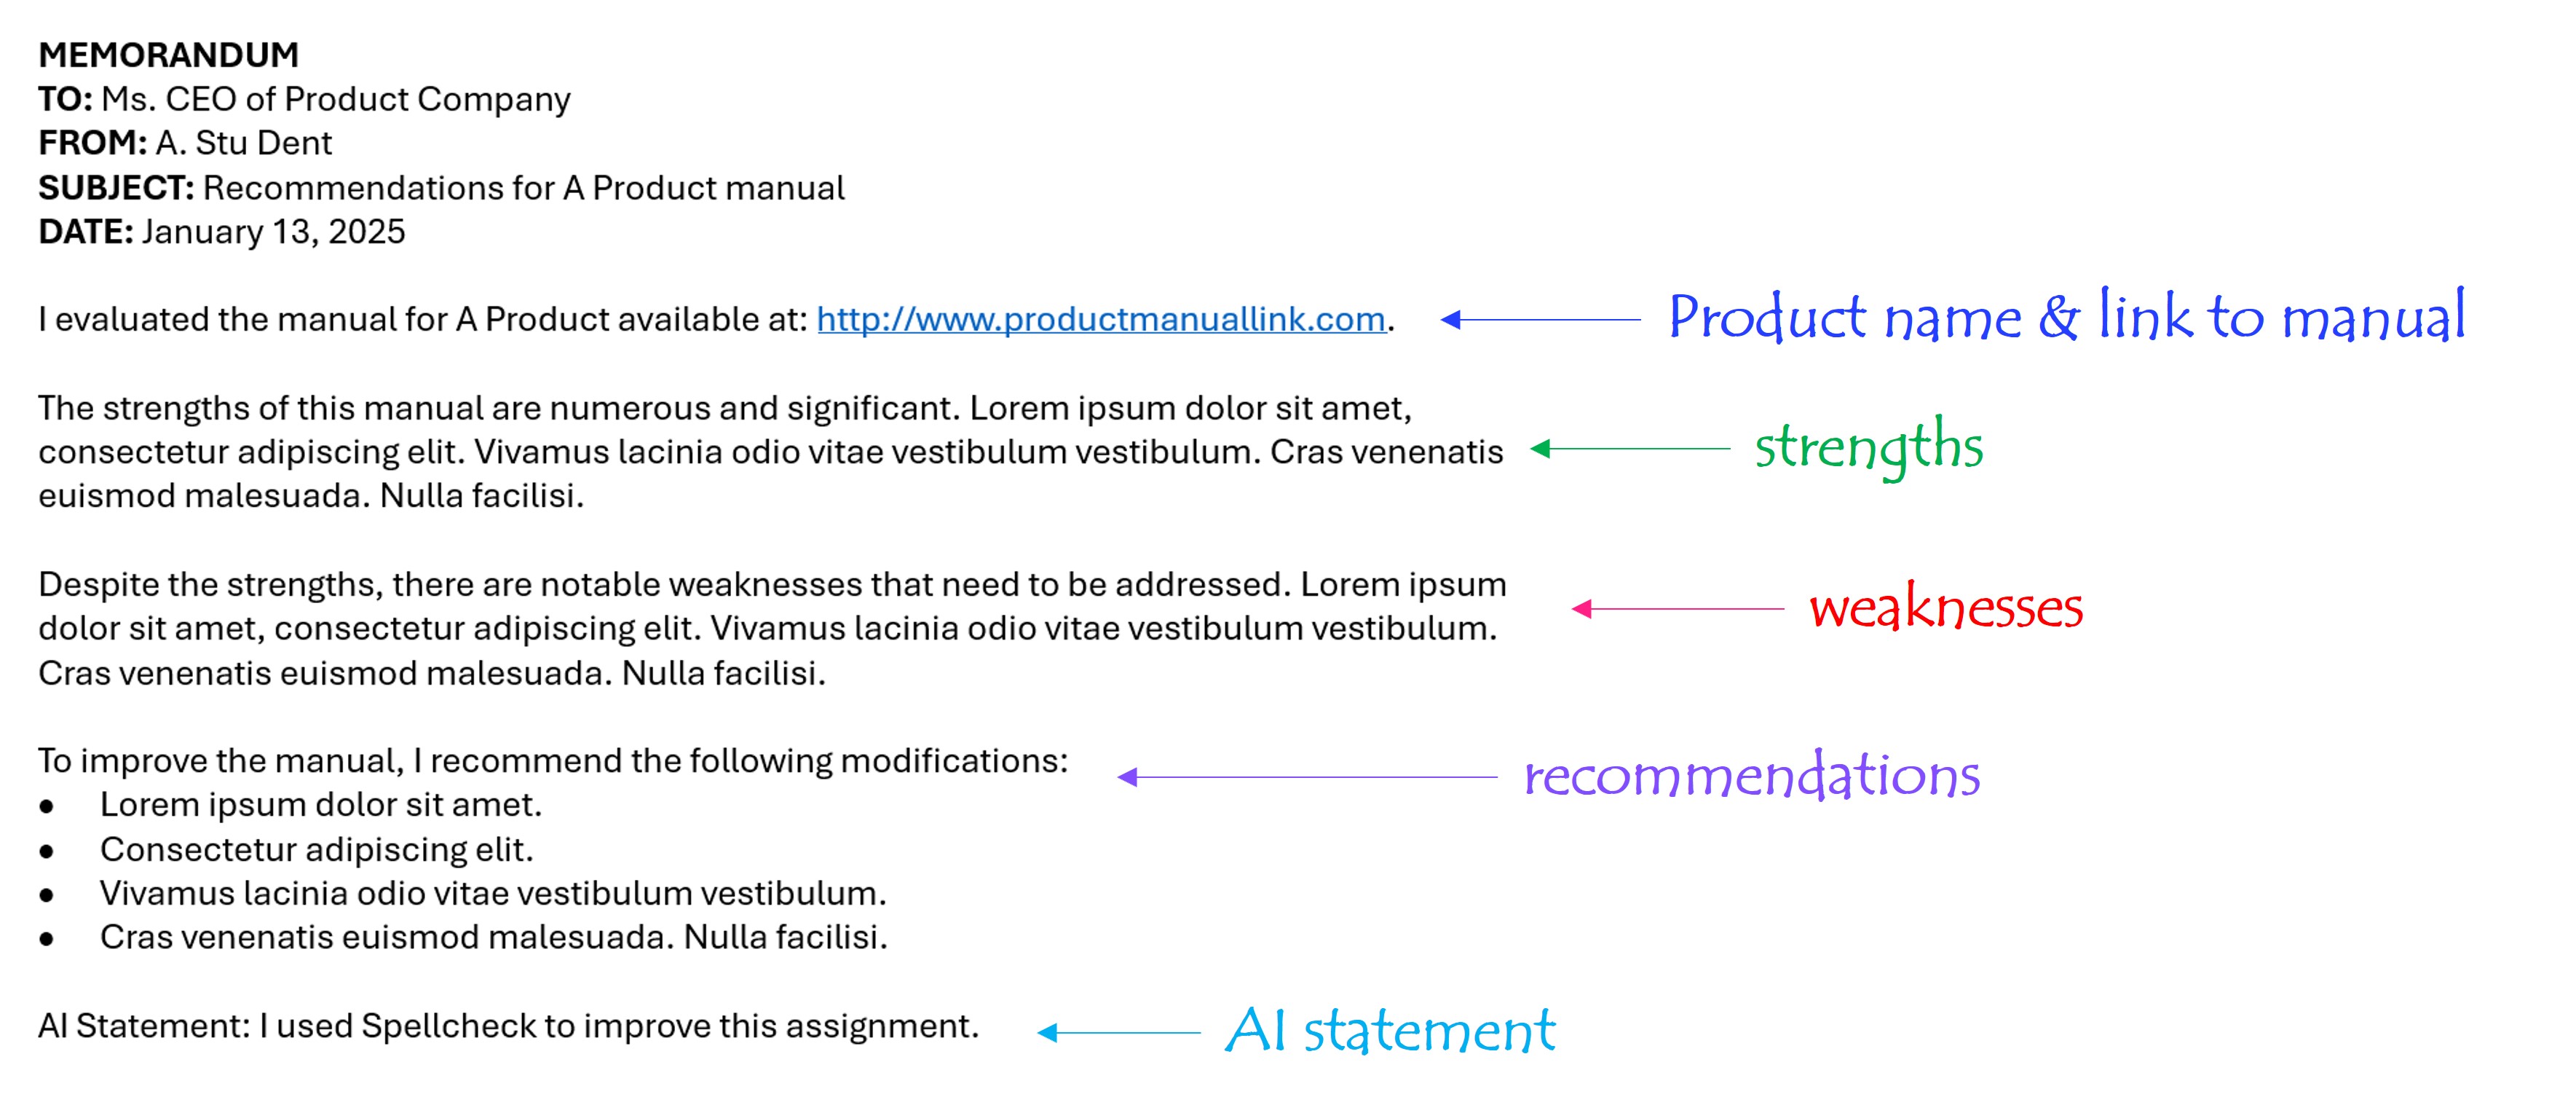 MEMORANDUM
TO: Ms. CEO of Product Company
FROM: A. Stu Dent
SUBJECT: Recommendations for A Product manual
DATE: January 13, 2025
I evaluated the manual for A Product available at: http://www.productmanuallink.com.
Product name & link to manual
The strengths of this manual are numerous and significant. Lorem ipsum dolor sit amet,
consectetur adipiscing elit. Vivamus lacinia odio vitae vestibulum vestibulum. Cras venenatis
euismod malesuada. Nulla facilisi.
strengths
Despite the strengths, there are notable weaknesses that need to be addressed. Lorem ipsum
dolor sit amet, consectetur adipiscing elit. Vivamus lacinia odio vitae vestibulum vestibulum.
Cras venenatis euismod malesuada. Nulla facilisi.
weaknesses
To improve the manual, I recommend the following modifications:
recommendations
• Lorem ipsum dolor sit amet.
• Consectetur adipiscing elit.
• Vivamus lacinia odio vitae vestibulum vestibulum.
• Cras venenatis euismod malesuada. Nulla facilisi.
AI Statement: I used Spellcheck to improve this assignment.
AI statement